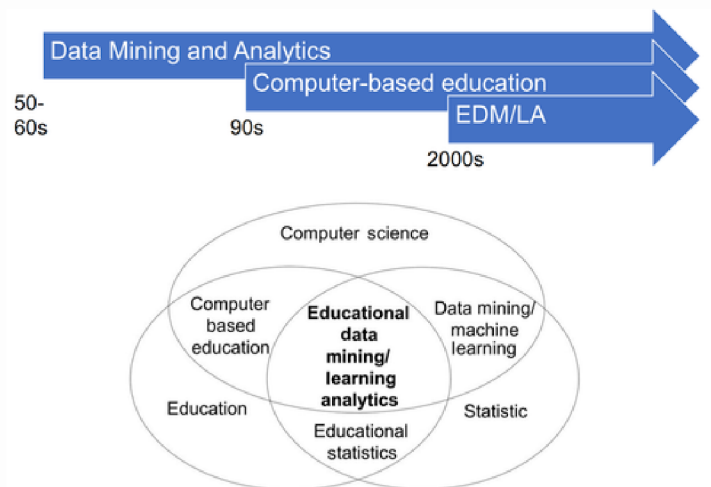 Data Mining and Analytics
Computer-based education
EDM/LA
50-
60s
90s
2000s
Computer science
Computer
based
education
Educational
data
mining/
learning
analytics
Data mining/
machine
learning
Education
Statistic
Educational
statistics